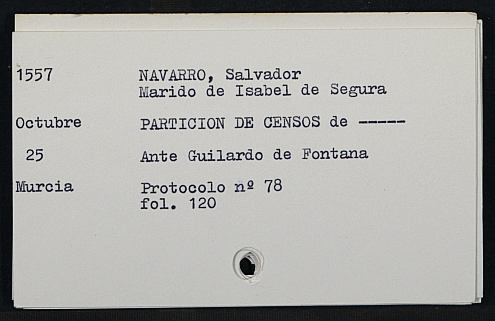 1557 NAVARRO, Salvador
Marido de Isabel de Segura
Octubre PARTICION DE CENSOS de -----
25 Ante Guilardo de Fontana
Murcia Protocolo nº 78
fol. 120